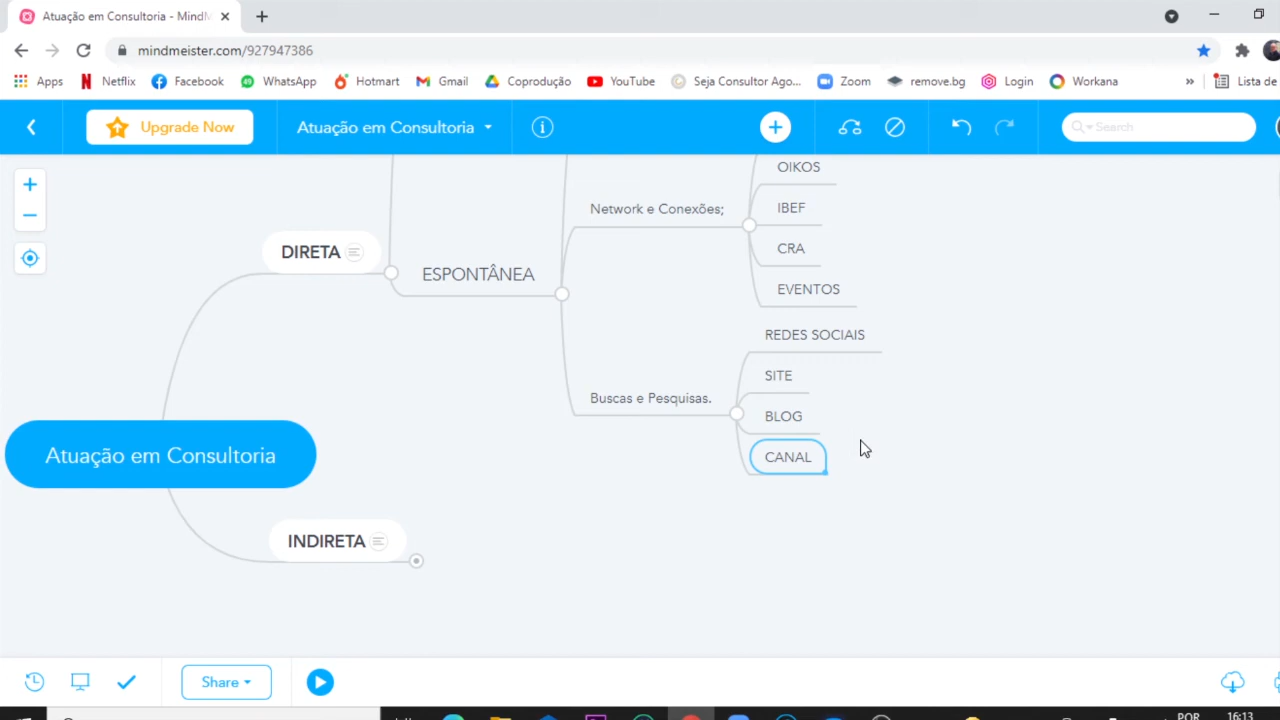 Atuação em Consultoria - MindM
mindmeister.com/927947386
Apps Netflix Facebook WhatsApp Hotmart Gmail Coprodução YouTube Seja Consultor Ago... Zoom remove.bg Login Workana » Lista de
Upgrade Now Atuação em Consultoria Search
OIKOS
Network e Conexões; IBEF
DIRETA CRA
ESPONTÂNEA
EVENTOS
REDES SOCIAIS
SITE
Buscas e Pesquisas.
BLOG
Atuação em Consultoria CANAL
INDIRETA
Share
POR 16:13